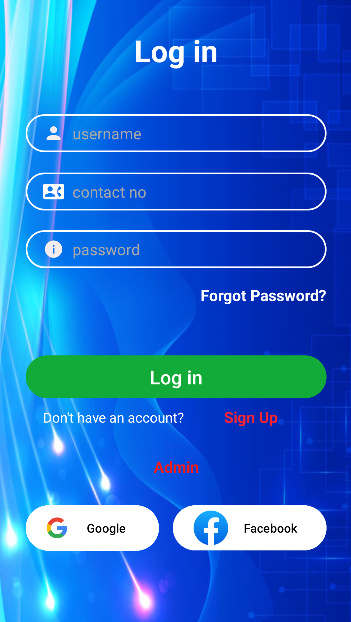 Log in
username
contact no
password
Forgot Password?
Log in
Don't have an account? Sign Up
Admin
Google Facebook